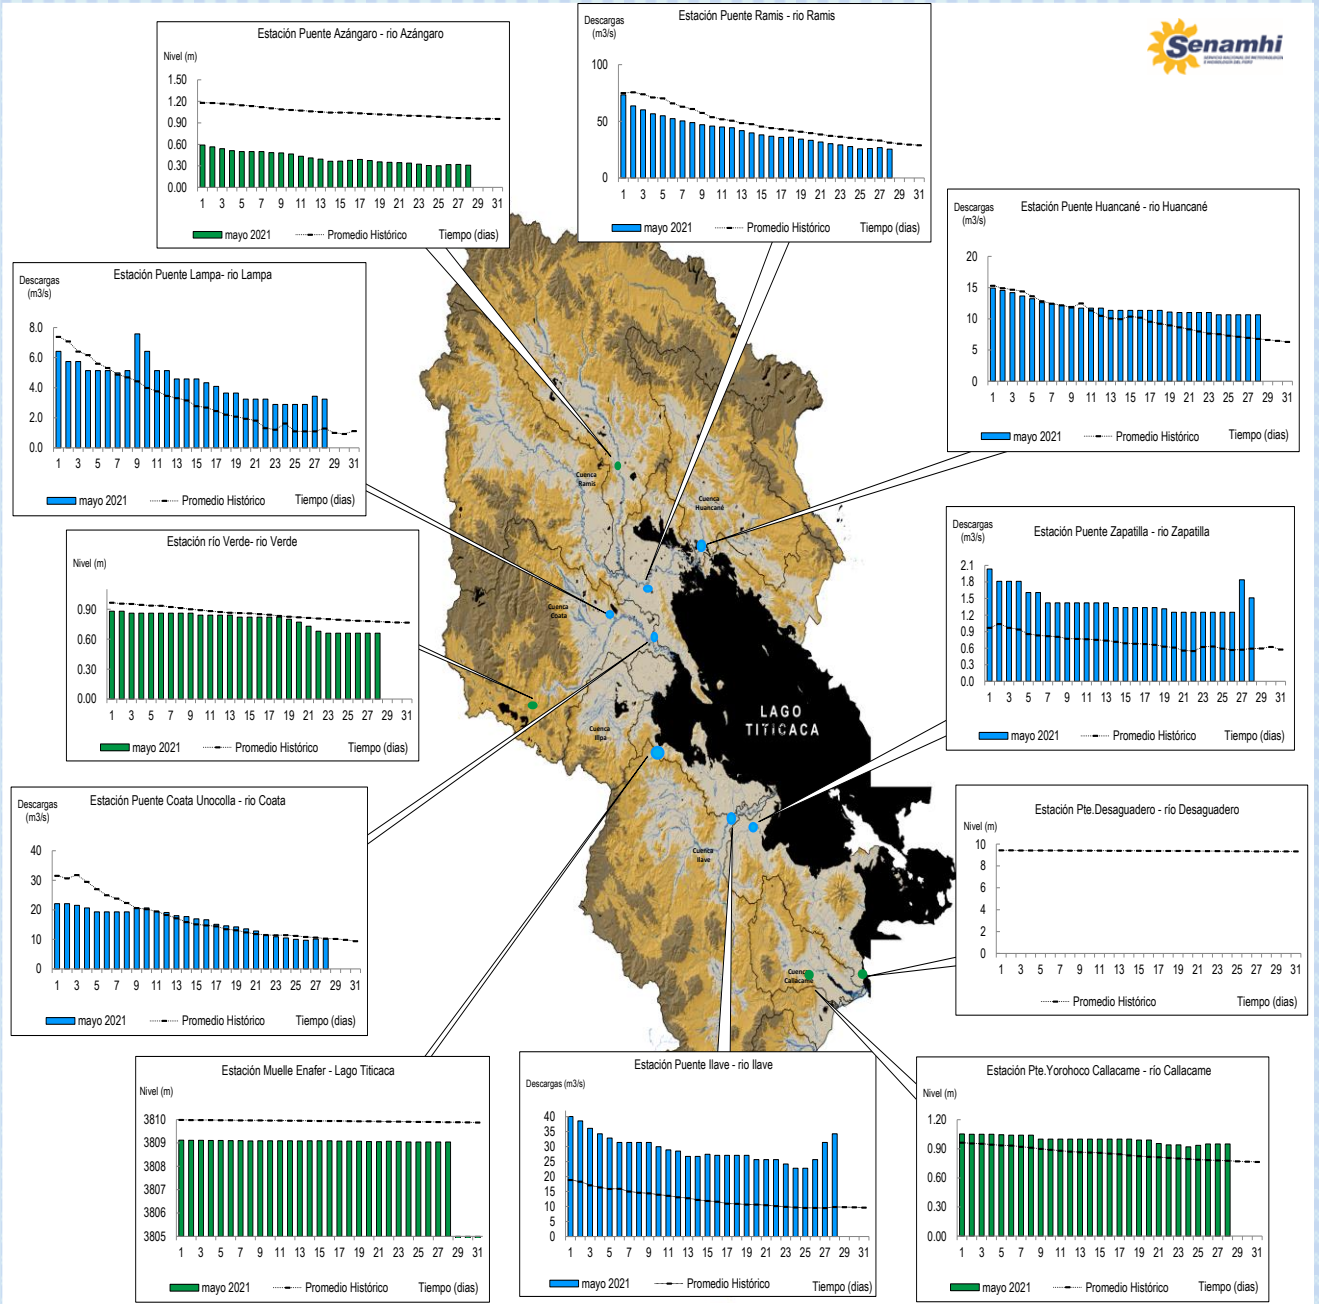 Estación Puente Azángaro - rio Azángaro
Nivel (m)
1.50
1.20
0.90
0.60
0.30
0.00
1 3 5 7 9 11 13 15 17 19 21 23 25 27 29 31
mayo 2021 Promedio Histórico Tiempo (dias)
Estación Puente Ramis - rio Ramis
Descargas
(m3/s)
100
50
0
1 3 5 7 9 11 13 15 17 19 21 23 25 27 29 31
mayo 2021 Promedio Histórico Tiempo (dias)
Senamhi
SERVICIO NACIONAL DE METEOROLOGÍA
E HIDROLOGÍA DEL PERÚ
Estación Puente Huancané - rio Huancané
Descargas
(m3/s)
20
15
10
5
0
1 3 5 7 9 11 13 15 17 19 21 23 25 27 29 31
mayo 2021 Promedio Histórico Tiempo (dias)
Estación Puente Lampa- rio Lampa
Descargas
(m3/s)
8.0
6.0
4.0
2.0
0.0
1 3 5 7 9 11 13 15 17 19 21 23 25 27 29 31
mayo 2021 Promedio Histórico Tiempo (dias)
Cuenca
Ramis
Cuenca
Huancané
Estación Puente Zapatilla - rio Zapatilla
Descargas
(m3/s)
2.1
1.8
1.5
1.2
0.9
0.6
0.3
0.0
1 3 5 7 9 11 13 15 17 19 21 23 25 27 29 31
mayo 2021 Promedio Histórico Tiempo (dias)
Estación río Verde- rio Verde
Nivel (m)
0.90
0.60
0.30
0.00
1 3 5 7 9 11 13 15 17 19 21 23 25 27 29 31
mayo 2021 Promedio Histórico Tiempo (dias)
Cuenca
Coata
LAGO
TITICACA
Cuenca
Illpa
Estación Puente Coata Unocolla - rio Coata
Descargas
(m3/s)
40
30
20
10
0
1 3 5 7 9 11 13 15 17 19 21 23 25 27 29 31
mayo 2021 Promedio Histórico Tiempo (dias)
Cuenca
Ilave
Estación Pte.Desaguadero - río Desaguadero
Nivel (m)
10
8
6
4
2
0
1 3 5 7 9 11 13 15 17 19 21 23 25 27 29 31
Promedio Histórico Tiempo (dias)
Cuenca
Callacame
Estación Muelle Enafer - Lago Titicaca
Nivel (m)
3810
3809
3808
3807
3806
3805
1 3 5 7 9 11 13 15 17 19 21 23 25 27 29 31
mayo 2021 Promedio Histórico Tiempo (dias)
Estación Puente Ilave - rio Ilave
Descargas (m3/s)
40
35
30
25
20
15
10
5
0
1 3 5 7 9 11 13 15 17 19 21 23 25 27 29 31
mayo 2021 Promedio Histórico Tiempo (dias)
Estación Pte.Yorohoco Callacame - río Callacame
Nivel (m)
1.20
0.90
0.60
0.30
0.00
1 3 5 7 9 11 13 15 17 19 21 23 25 27 29 31
mayo 2021 Promedio Histórico Tiempo (dias)